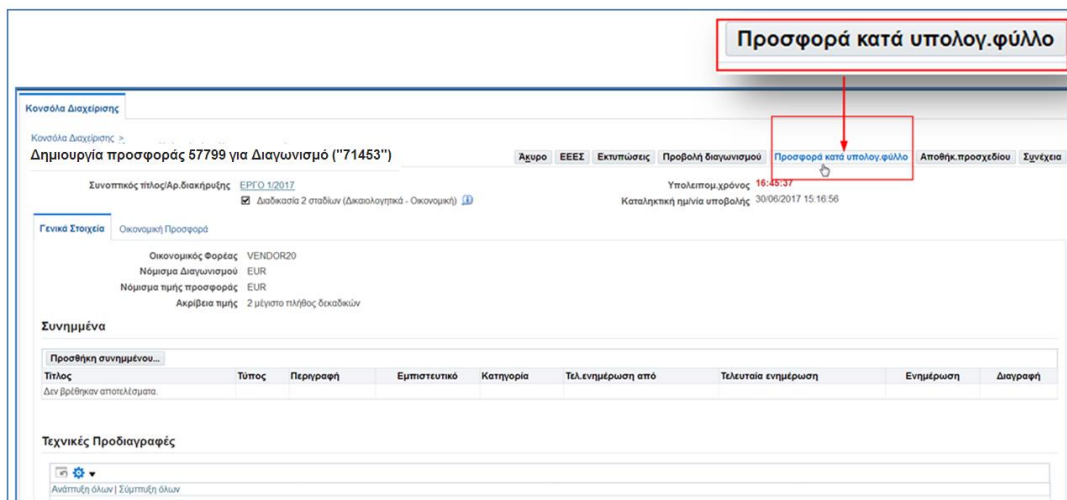 Προσφορά κατά υπολογ.φύλλο
Κονσόλα Διαχείρισης
Κονσόλα Διαχείρισης >
Δημιουργία προσφοράς 57799 για Διαγωνισμό ("71453")
Άκυρο ΕΕΕΣ Εκτυπώσεις Προβολή διαγωνισμού Προσφορά κατά υπολογ.φύλλο Αποθήκ.προσχεδίου Συνέχεια
Συνοπτικός τίτλος/Αρ.διακήρυξης ΕΡΓΟ 1/2017 Υπολειπομ.χρόνος 16:45:37
Διαδικασία 2 σταδίων (Δικαιολογητικά - Οικονομική) Καταληκτική ημ/νία υποβολής 30/06/2017 15:16:56
Γενικά Στοιχεία Οικονομική Προσφορά
Οικονομικός Φορέας VENDOR20
Νόμισμα Διαγωνισμού EUR
Νόμισμα τιμής προσφοράς EUR
Ακρίβεια τιμής 2 μέγιστο πλήθος δεκαδικών
Συνημμένα
Προσθήκη συνημμένου...
Τίτλος Τύπος Περιγραφή Εμπιστευτικό Κατηγορία Τελ.ενημέρωση από Τελευταία ενημέρωση Ενημέρωση Διαγραφή
Δεν βρέθηκαν αποτελέσματα.
Τεχνικές Προδιαγραφές
Ανάπτυξη όλων | Σύμπτυξη όλων